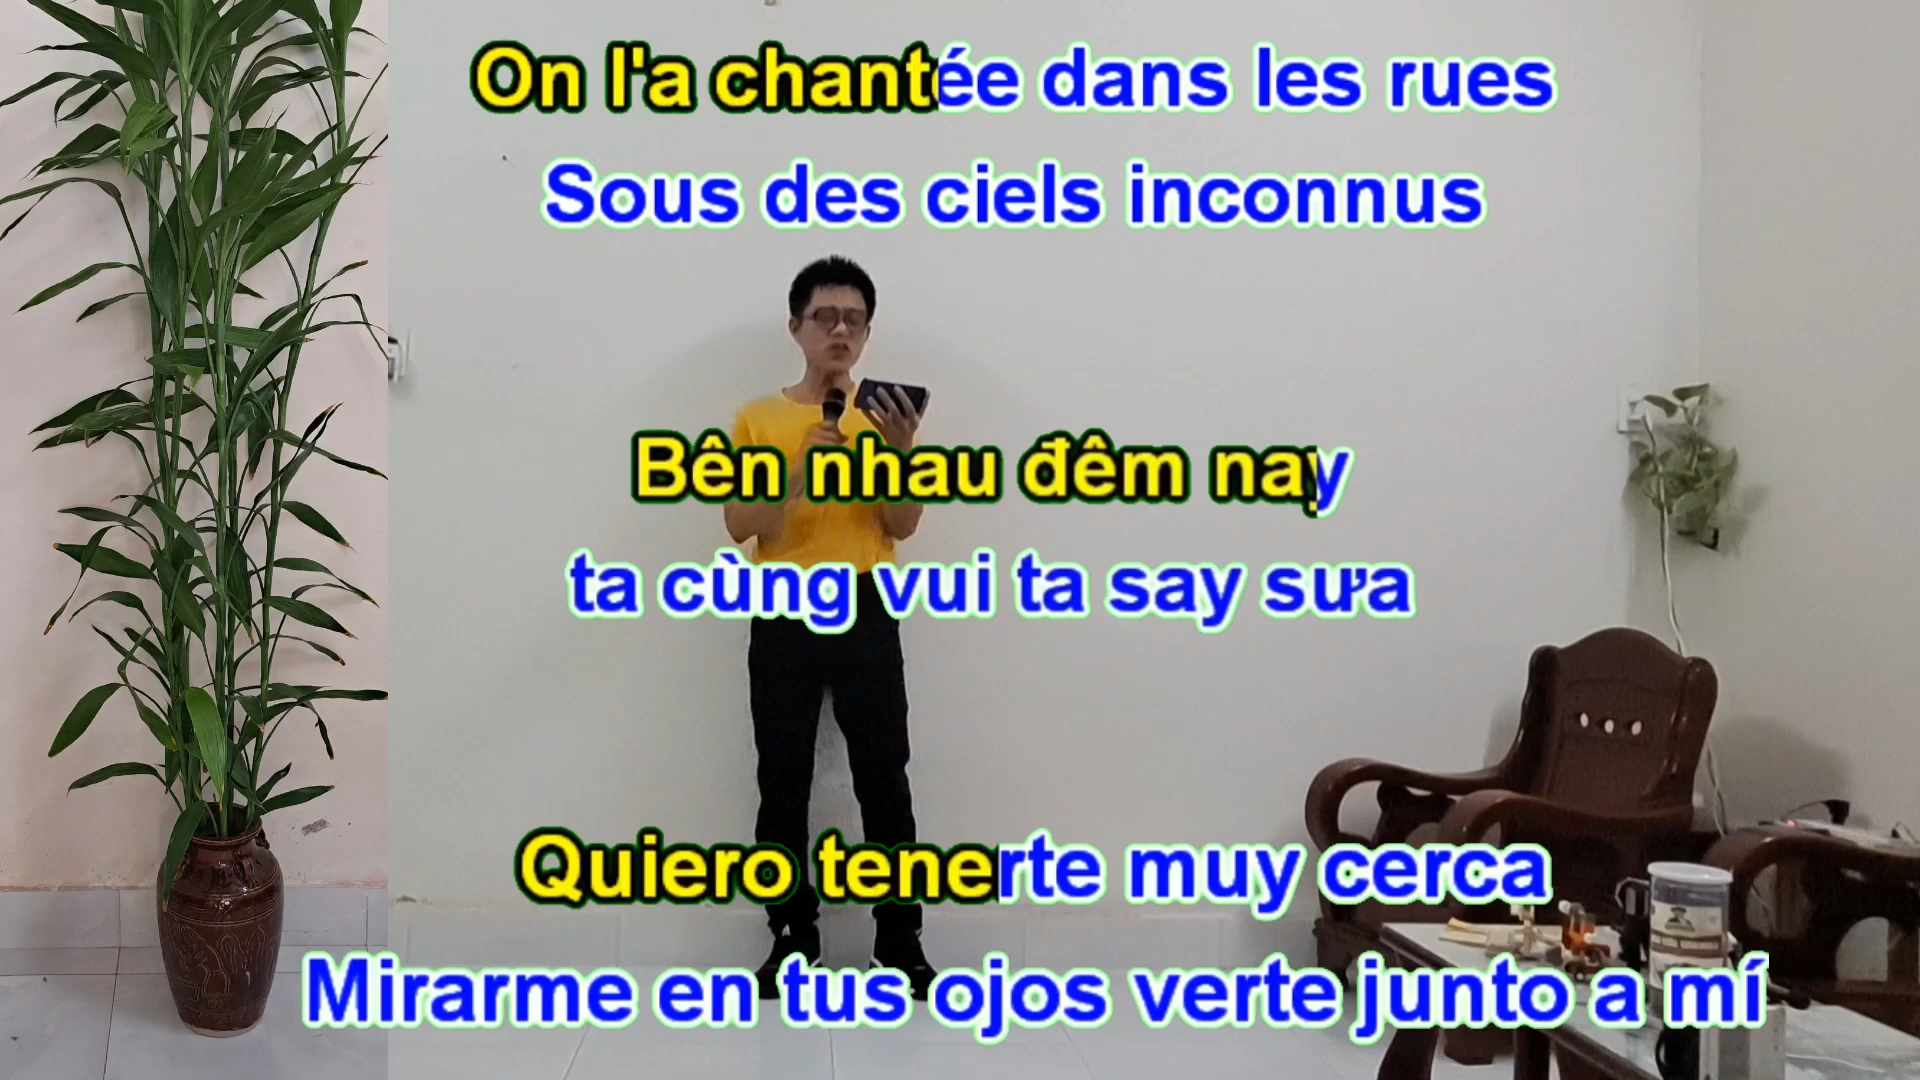 On l'a chantée dans les rues
Sous des ciels inconnus
Bên nhau đêm nay
ta cùng vui ta say sưa
Quiero tenerte muy cerca
Mirarme en tus ojos verte junto a mí